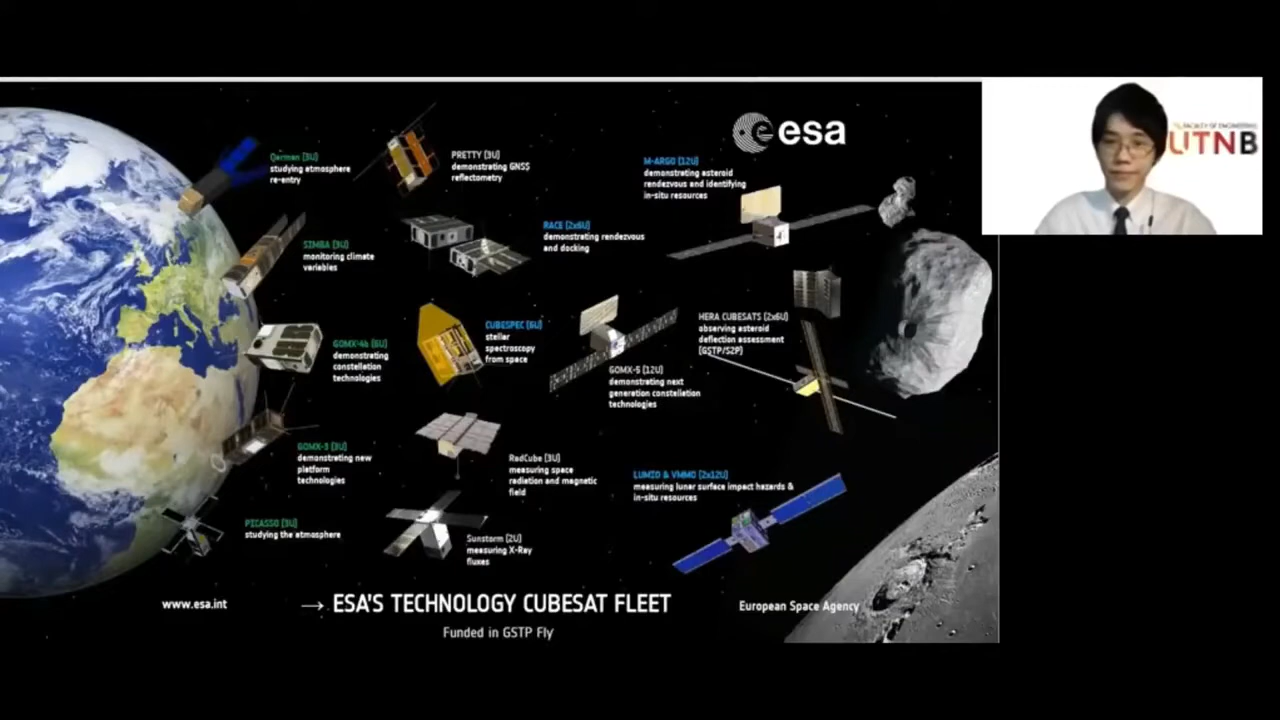 esa
Qarman (3U)
studying atmosphere
re-entry
PRETTY (3U)
demonstrating GNSS
reflectometry
M-ARGO (12U)
demonstrating asteroid
rendezvous and identifying
in-situ resources
FACULTY OF ENGINEERING
UTNB
SIMBA (3U)
monitoring climate
variables
RACE (2x6U)
demonstrating rendezvous
and docking
GOMX-4b (6U)
demonstrating
constellation
technologies
CUBESPEC (6U)
stellar
spectroscopy
from space
GOMX-5 (12U)
demonstrating next
generation constellation
technologies
HERA CUBESATS (2x6U)
observing asteroid
deflection assessment
(GSTP/S2P)
GOMX-3 (3U)
demonstrating new
platform
technologies
RadCube (3U)
measuring space
radiation and magnetic
field
LUMIO & VMMO (2x12U)
measuring lunar surface impact hazards &
in-situ resources
PICASSO (3U)
studying the atmosphere
Sunstorm (2U)
measuring X-Ray
fluxes
www.esa.int
→ ESA'S TECHNOLOGY CUBESAT FLEET
European Space Agency
Funded in GSTP Fly